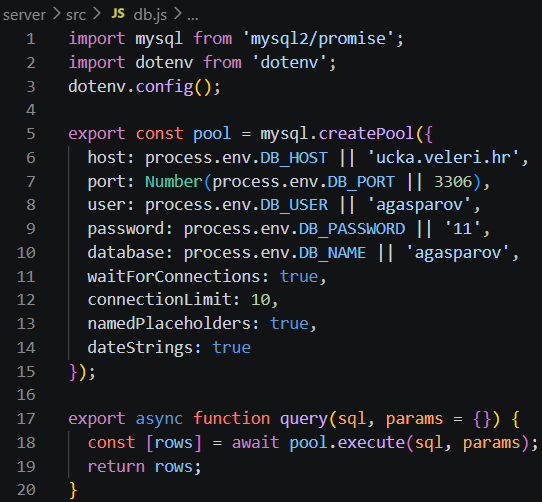 server > src > JS db.js > ...
1 import mysql from 'mysql2/promise';
2 import dotenv from 'dotenv';
3 dotenv.config();
4
5 export const pool = mysql.createPool({
6   host: process.env.DB_HOST || 'ucka.veleri.hr',
7   port: Number(process.env.DB_PORT || 3306),
8   user: process.env.DB_USER || 'agasparov',
9   password: process.env.DB_PASSWORD || '11',
10   database: process.env.DB_NAME || 'agasparov',
11   waitForConnections: true,
12   connectionLimit: 10,
13   namedPlaceholders: true,
14   dateStrings: true
15 });
16
17 export async function query(sql, params = {}) {
18   const [rows] = await pool.execute(sql, params);
19   return rows;
20 }